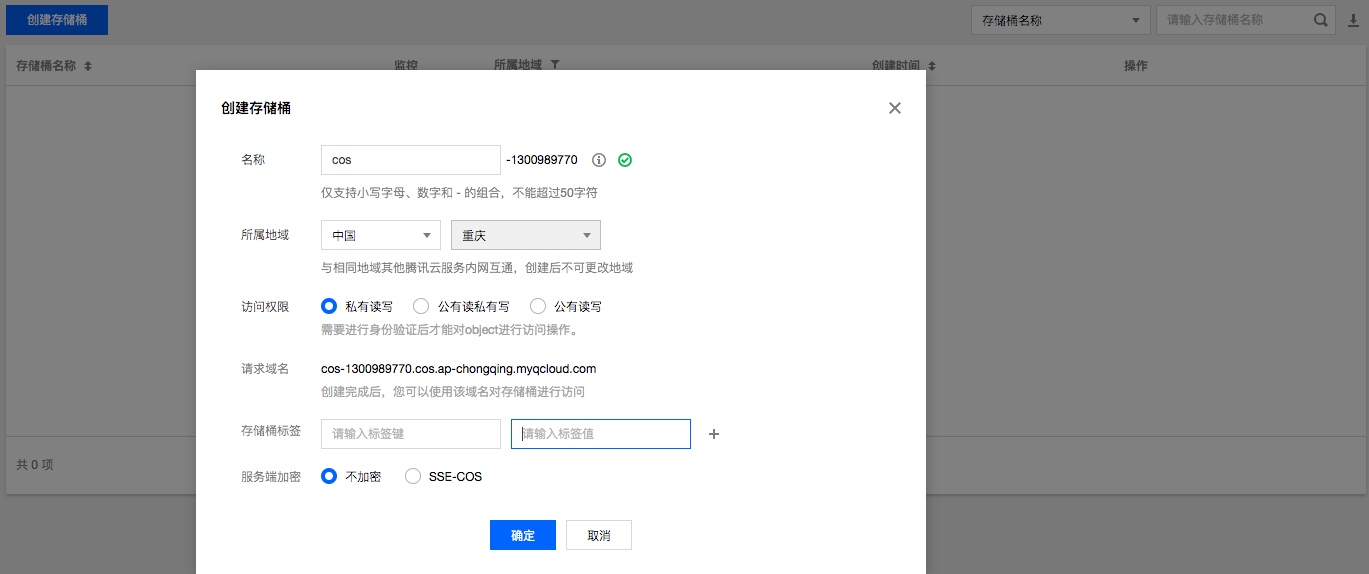 创建存储桶
存储桶名称
请输入存储桶名称
存储桶名称 监控 所属地域 创建时间 操作
创建存储桶
名称 cos -1300989770
仅支持小写字母、数字和 - 的组合，不能超过50字符
所属地域 中国 重庆
与相同地域其他腾讯云服务内网互通，创建后不可更改地域
访问权限 私有读写 公有读私有写 公有读写
需要进行身份验证后才能对object进行访问操作。
请求域名 cos-1300989770.cos.ap-chongqing.myqcloud.com
创建完成后，您可以使用该域名对存储桶进行访问
存储桶标签 请输入标签键 请输入标签值
共 0 项
服务端加密 不加密 SSE-COS
确定 取消